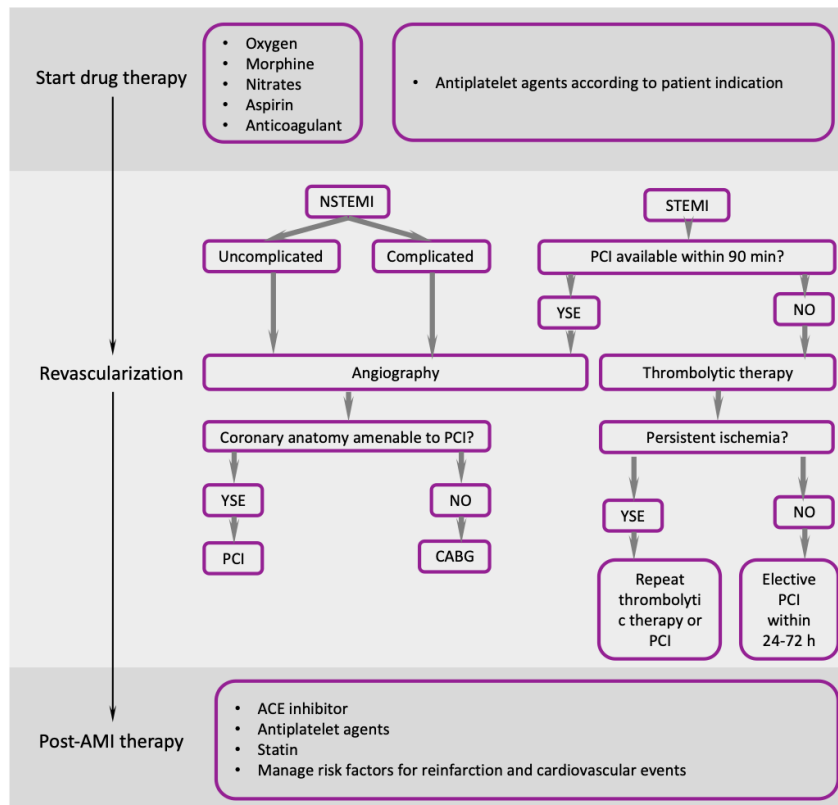 Start drug therapy
• Oxygen
• Morphine
• Nitrates
• Aspirin
• Anticoagulant
• Antiplatelet agents according to patient indication
Revascularization
NSTEMI
Uncomplicated
Complicated
STEMI
PCI available within 90 min?
YSE
NO
Angiography
Thrombolytic therapy
Coronary anatomy amenable to PCI?
Persistent ischemia?
YSE
NO
YSE
NO
PCI
CABG
Repeat
thrombolyti
c therapy or
PCI
Elective
PCI
within
24-72 h
Post-AMI therapy
• ACE inhibitor
• Antiplatelet agents
• Statin
• Manage risk factors for reinfarction and cardiovascular events